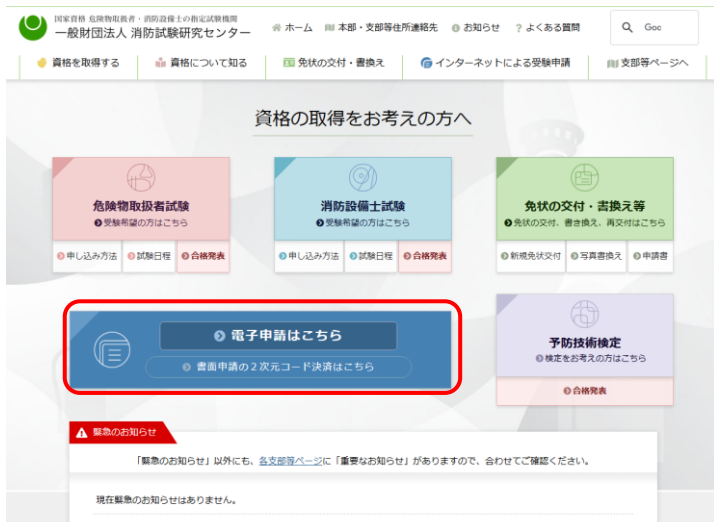 国家資格 危険物取扱者・消防設備士の指定試験機関
一般財団法人 消防試験研究センター
ホーム 本部・支部等住所連絡先 お知らせ ? よくある質問
Goo
資格を取得する 資格について知る 免状の交付・書換え インターネットによる受験申請 支部等ページへ
資格の取得をお考えの方へ
危険物取扱者試験
受験希望の方はこちら
申し込み方法 試験日程 合格発表
消防設備士試験
受験希望の方はこちら
申し込み方法 試験日程 合格発表
免状の交付・書換え等
免状の交付、書き換え、再交付はこちら
新規免状交付 写真書換え 申請書
電子申請はこちら
書面申請の2次元コード決済はこちら
予防技術検定
検定をお考えの方はこちら
合格発表
緊急のお知らせ
「緊急のお知らせ」以外にも、各支部等ページに「重要なお知らせ」がありますので、合わせてご確認ください。
現在緊急のお知らせはありません。